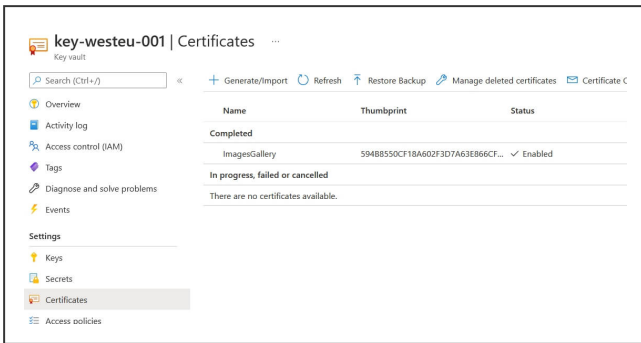 key-westeu-001 | Certificates ...
Key vault
Search (Ctrl+/) «
Overview
Activity log
Access control (IAM)
Tags
Diagnose and solve problems
Events
Settings
Keys
Secrets
Certificates
Access policies
Generate/Import Refresh Restore Backup Manage deleted certificates Certificate C
Name Thumbprint Status
Completed
ImagesGallery 594B8550CF18A602F3D7A63E866CF... Enabled
In progress, failed or cancelled
There are no certificates available.